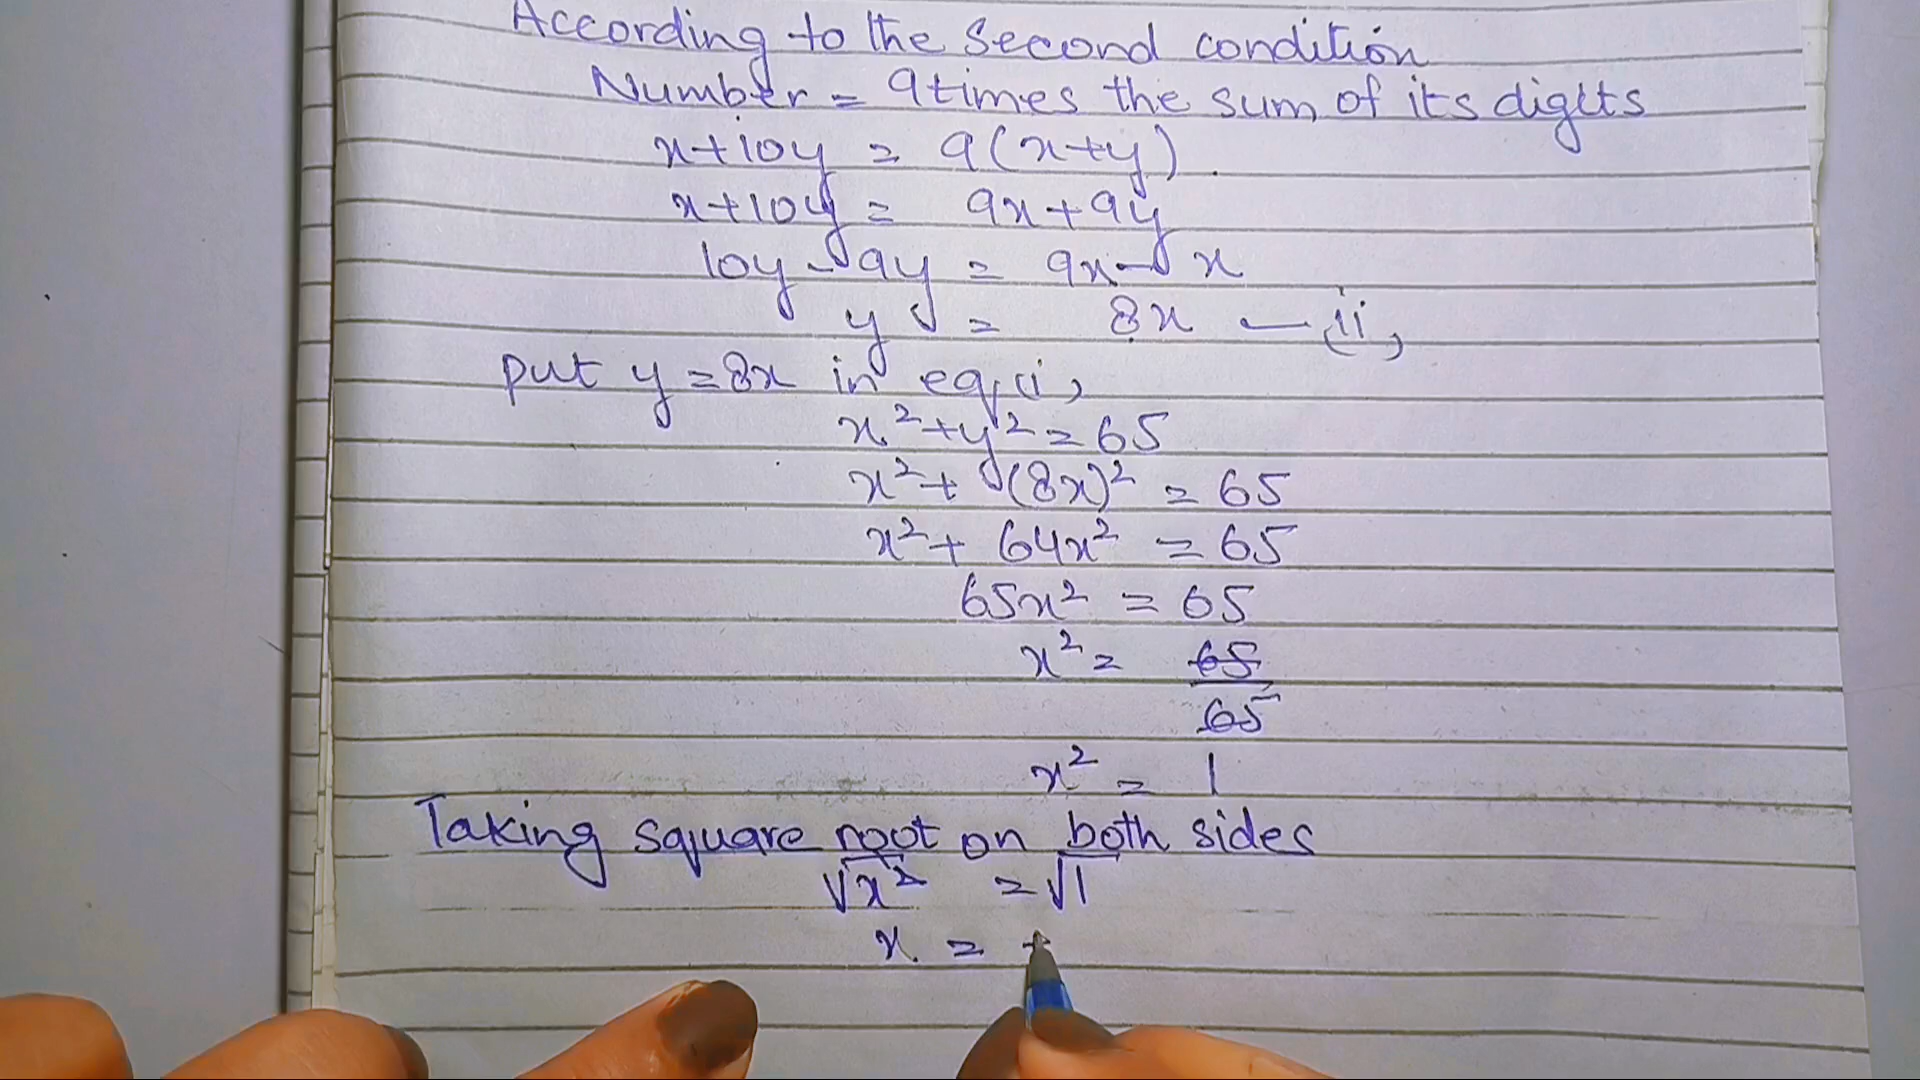 According to the second condition
Number = 9times the sum of its digits
x+10y = 9(x+y)
x+10y = 9x+9y
10y-9y = 9x-x
y = 8x — (ii)
put y=8x in eq,(i)
x²+y²=65
x²+ (8x)² = 65
x²+ 64x² = 65
65x² = 65
x² = 65
65
x² = 1
Taking square root on both sides
√x² = √1
x =